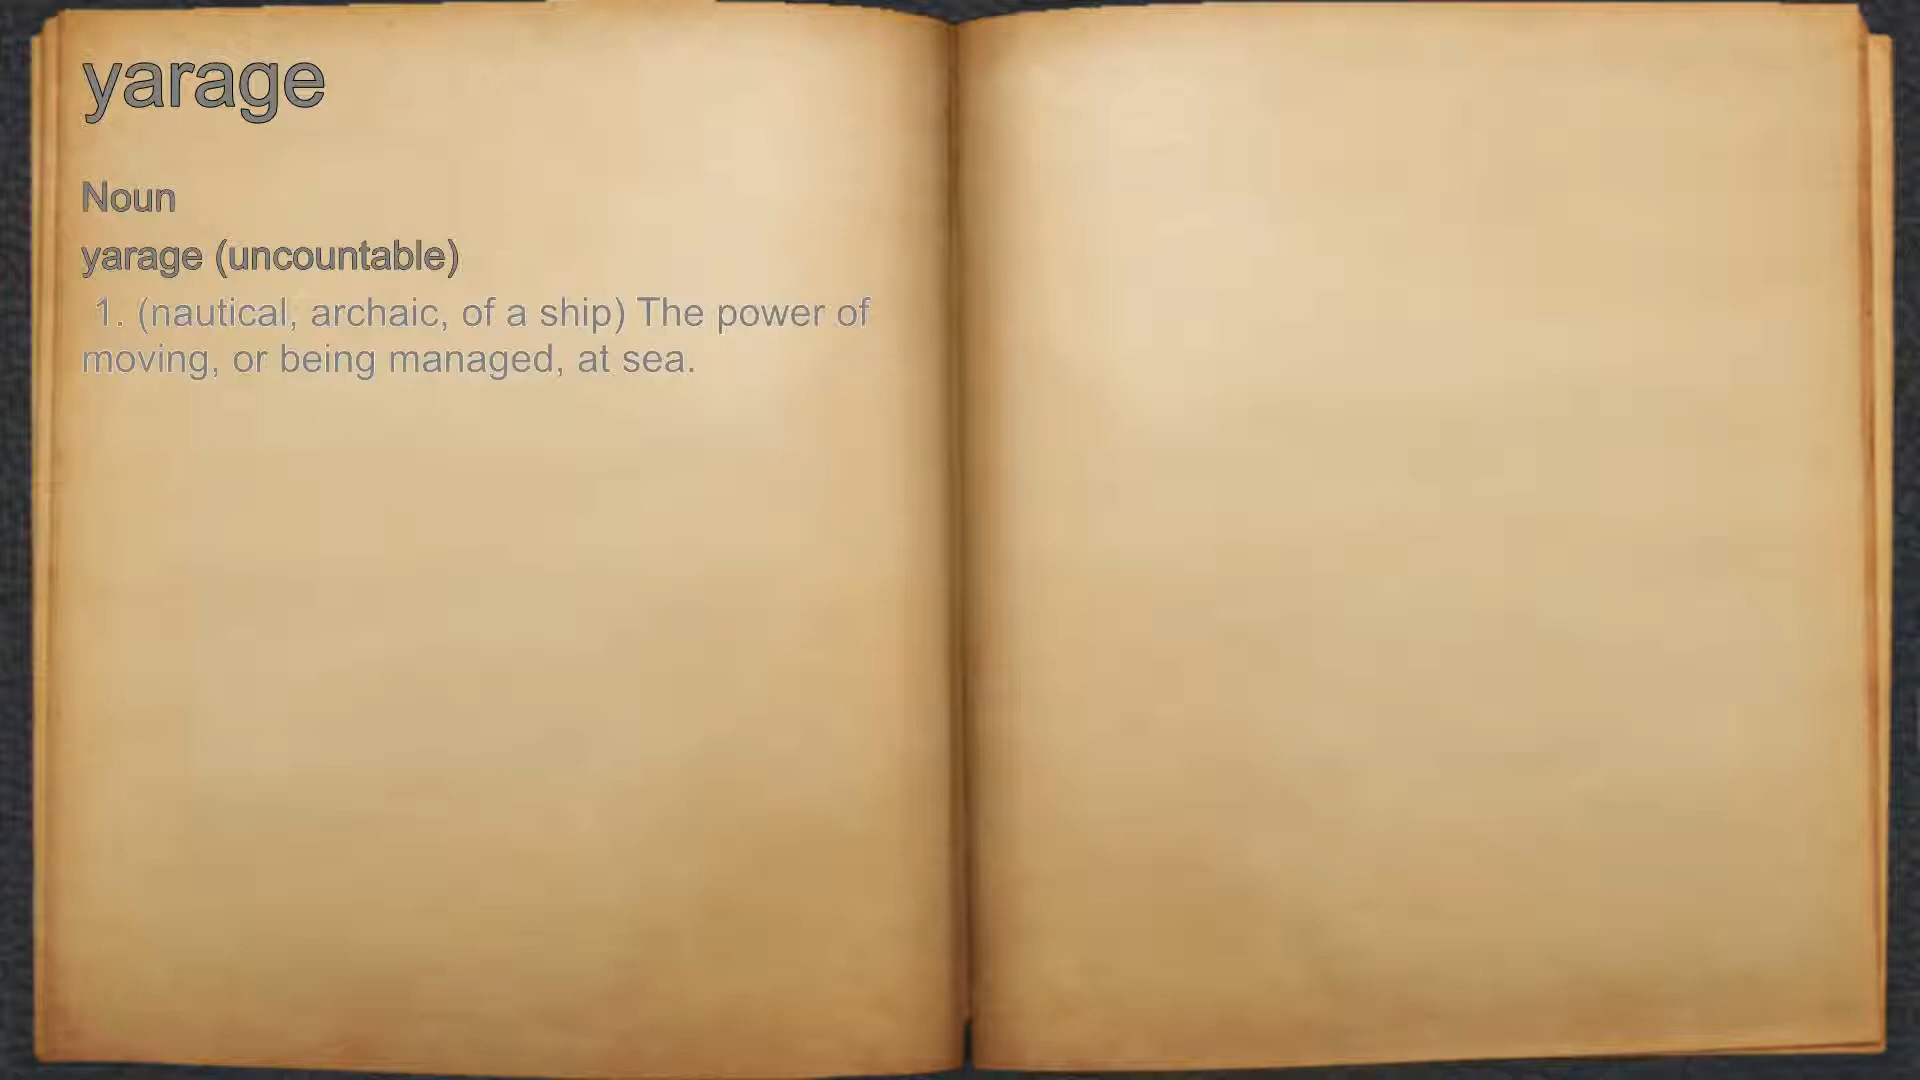 yarage
Noun
yarage (uncountable)
1. (nautical, archaic, of a ship) The power of
moving, or being managed, at sea.